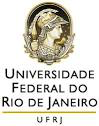 UNIVERSIDADE
FEDERAL DO
RIO DE JANEIRO
UFRJ